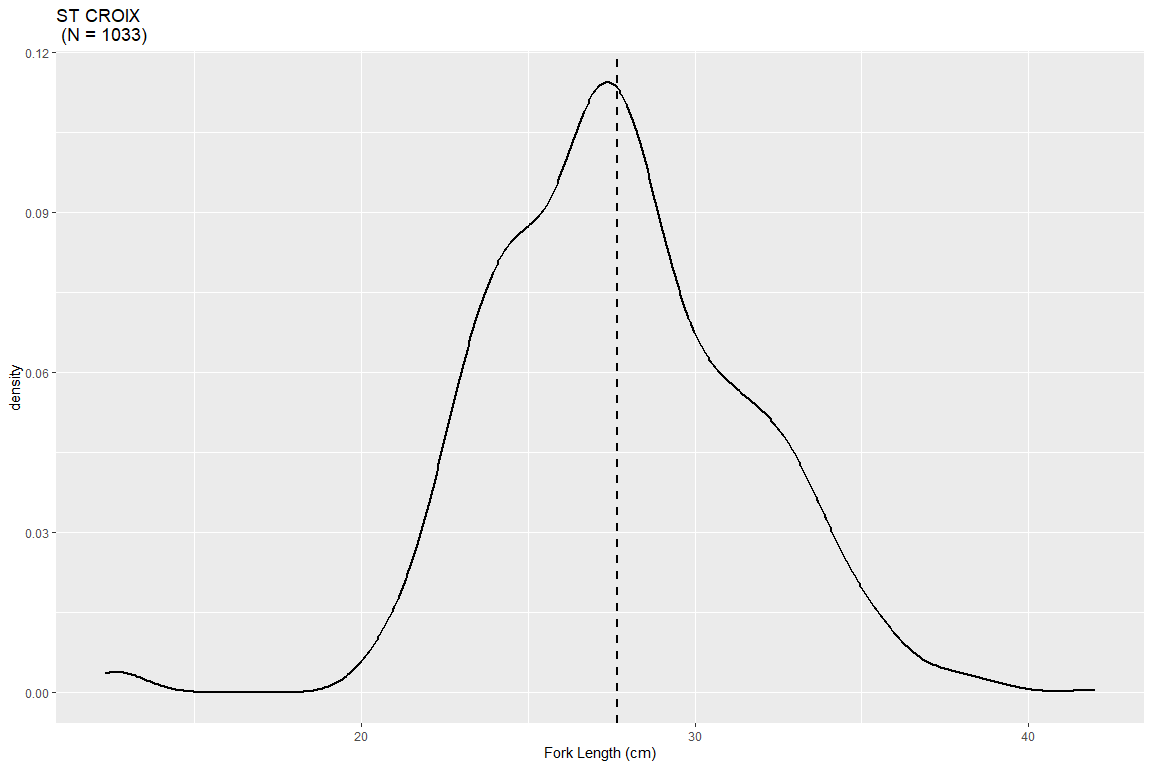 ST CROIX
(N = 1033)
0.12
0.09
0.06
0.03
0.00
density
20
30
40
Fork Length (cm)